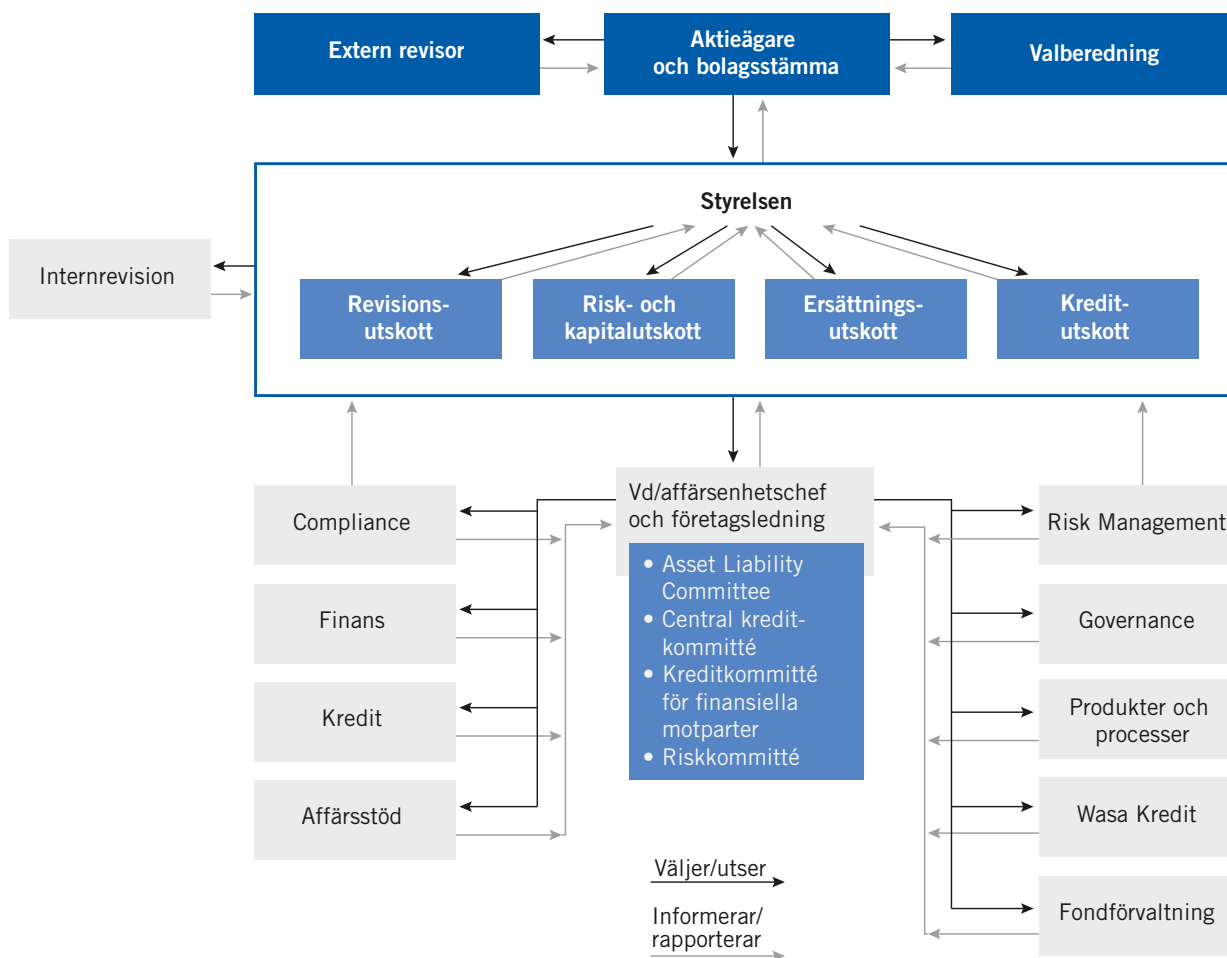 Extern revisor
Aktieägare
och bolagsstämma
Valberedning
Styrelsen
Internrevision
Revisions-
utskott
Risk- och
kapitalutskott
Ersättnings-
utskott
Kredit-
utskott
Compliance
Finans
Kredit
Affärsstöd
Vd/affärsenhetschef
och företagsledning
• Asset Liability
Committee
• Central kredit-
kommitté
• Kreditkommitté
för finansiella
motparter
• Riskkommitté
Risk Management
Governance
Produkter och
processer
Wasa Kredit
Fondförvaltning
Väljer/utser
Informerar/
rapporterar